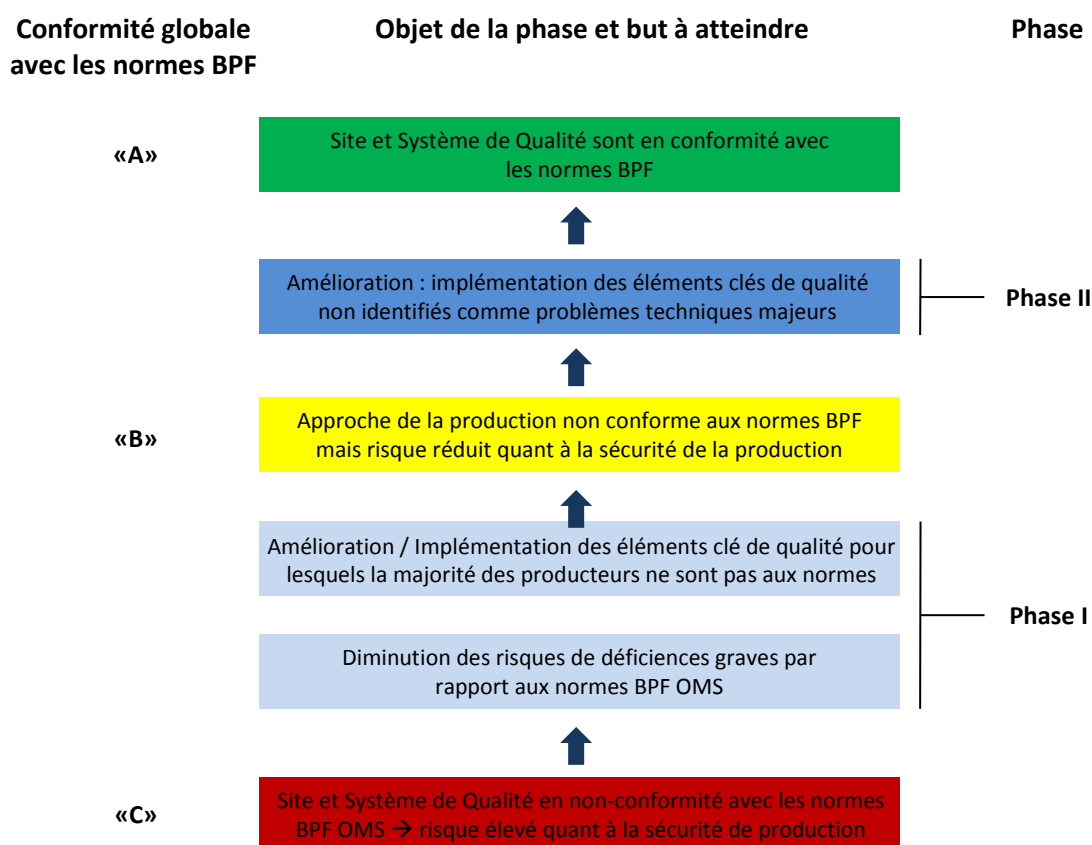 Conformité globale
avec les normes BPF
Objet de la phase et but à atteindre
Phase
«A»
Site et Système de Qualité sont en conformité avec
les normes BPF
Amélioration : implémentation des éléments clés de qualité
non identifiés comme problèmes techniques majeurs
Phase II
«B»
Approche de la production non conforme aux normes BPF
mais risque réduit quant à la sécurité de la production
Amélioration / Implémentation des éléments clé de qualité pour
lesquels la majorité des producteurs ne sont pas aux normes
Phase I
Diminution des risques de déficiences graves par
rapport aux normes BPF OMS
«C»
Site et Système de Qualité en non-conformité avec les normes
BPF OMS → risque élevé quant à la sécurité de production